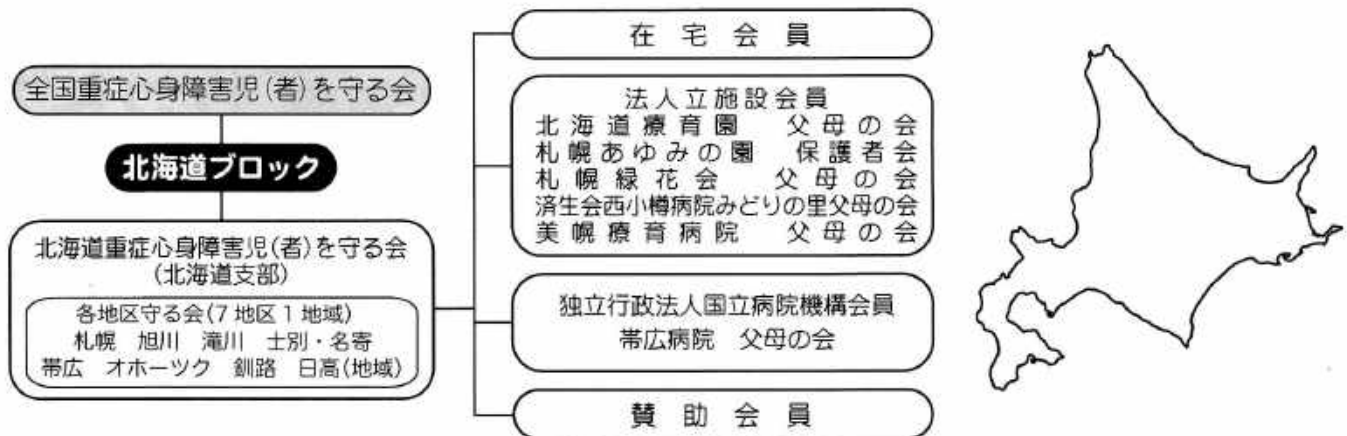 全国重症心身障害児(者)を守る会
北海道ブロック
北海道重症心身障害児(者)を守る会
(北海道支部)
各地区守る会(7地区1地域)
札幌 旭川 滝川 士別・名寄
帯広 オホーツク 釧路 日高(地域)
在宅会員
法人立施設会員
北海道療育園 父母の会
札幌あゆみの園 保護者会
札幌緑花会 父母の会
済生会西小樽病院みどりの里父母の会
美幌療育病院 父母の会
独立行政法人国立病院機構会員
帯広病院 父母の会
賛助会員